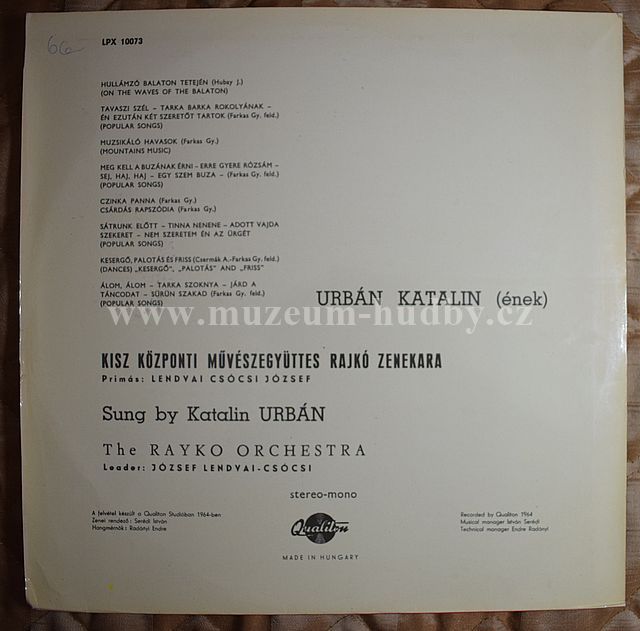 66
LPX 10073
HULLÁMZÓ BALATON TETEJÉN (Hubay J.)
(ON THE WAVES OF THE BALATON)
TAVASZI SZÉL – TARKA BARKA ROKOLYÁNAK –
ÉN EZUTÁN KÉT SZERETŐT TARTOK (Farkas Gy. feld.)
(POPULAR SONGS)
MUZSIKÁLÓ HAVASOK (Farkas Gy.)
(MOUNTAINS MUSIC)
MEG KELL A BUZÁNAK ÉRNI – ERRE GYERE RÓZSÁM –
SEJ, HAJ, HAJ – EGY SZEM BUZA – (Farkas Gy. feld.)
(POPULAR SONGS)
CZINKA PANNA (Farkas Gy.)
CSÁRDÁS RAPSZÓDIA (Farkas Gy.)
SÁTRUNK ELŐTT – TINNA NENENE – ADOTT VAJDA
SZEKERET – NEM SZERETEM ÉN AZ ÜRGÉT
(POPULAR SONGS)
KESERGŐ, PALOTÁS ÉS FRISS (Csermák A.-Farkas Gy. feld.)
(DANCES) „KESERGŐ", „PALOTÁS" AND „FRISS"
ÁLOM, ÁLOM – TARKA SZOKNYA – JÁRD A
TÁNCODAT – SŰRÜN SZAKAD (Farkas Gy. feld.)
(POPULAR SONGS)
URBÁN KATALIN (ének)
www.muzeum-hudby.cz
KISZ KÖZPONTI MŰVÉSZEGYÜTTES RAJKÓ ZENEKARA
Prímás: LENDVAI CSÓCSI JÓZSEF
Sung by Katalin URBÁN
The RAYKO ORCHESTRA
Leader: JÓZSEF LENDVAI-CSÓCSI
stereo-mono
A felvétel készült a Qualiton Studióban 1964-ben
Zenei rendező: Serédi István
Hangmérnök: Radányi Endre
Qualiton
MADE IN HUNGARY
Recorded by Qualiton 1964
Musical manager István Serédi
Technical manager Endre Radányi